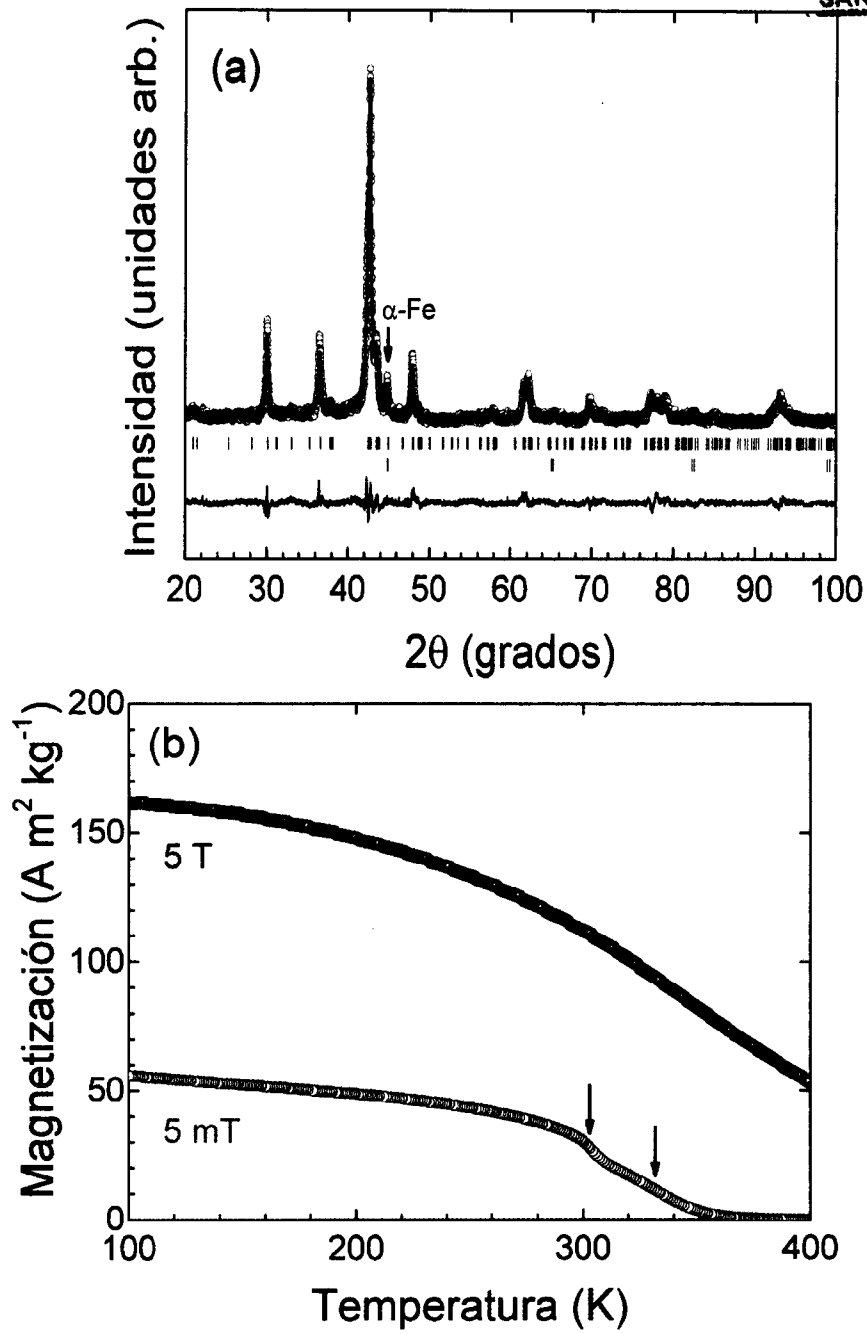 (a)
Intensidad (unidades arb.)
α-Fe
20 30 40 50 60 70 80 90 100
2θ (grados)
(b)
Magnetización (A m² kg⁻¹)
200
150
100
50
0
5 T
5 mT
100 200 300 400
Temperatura (K)